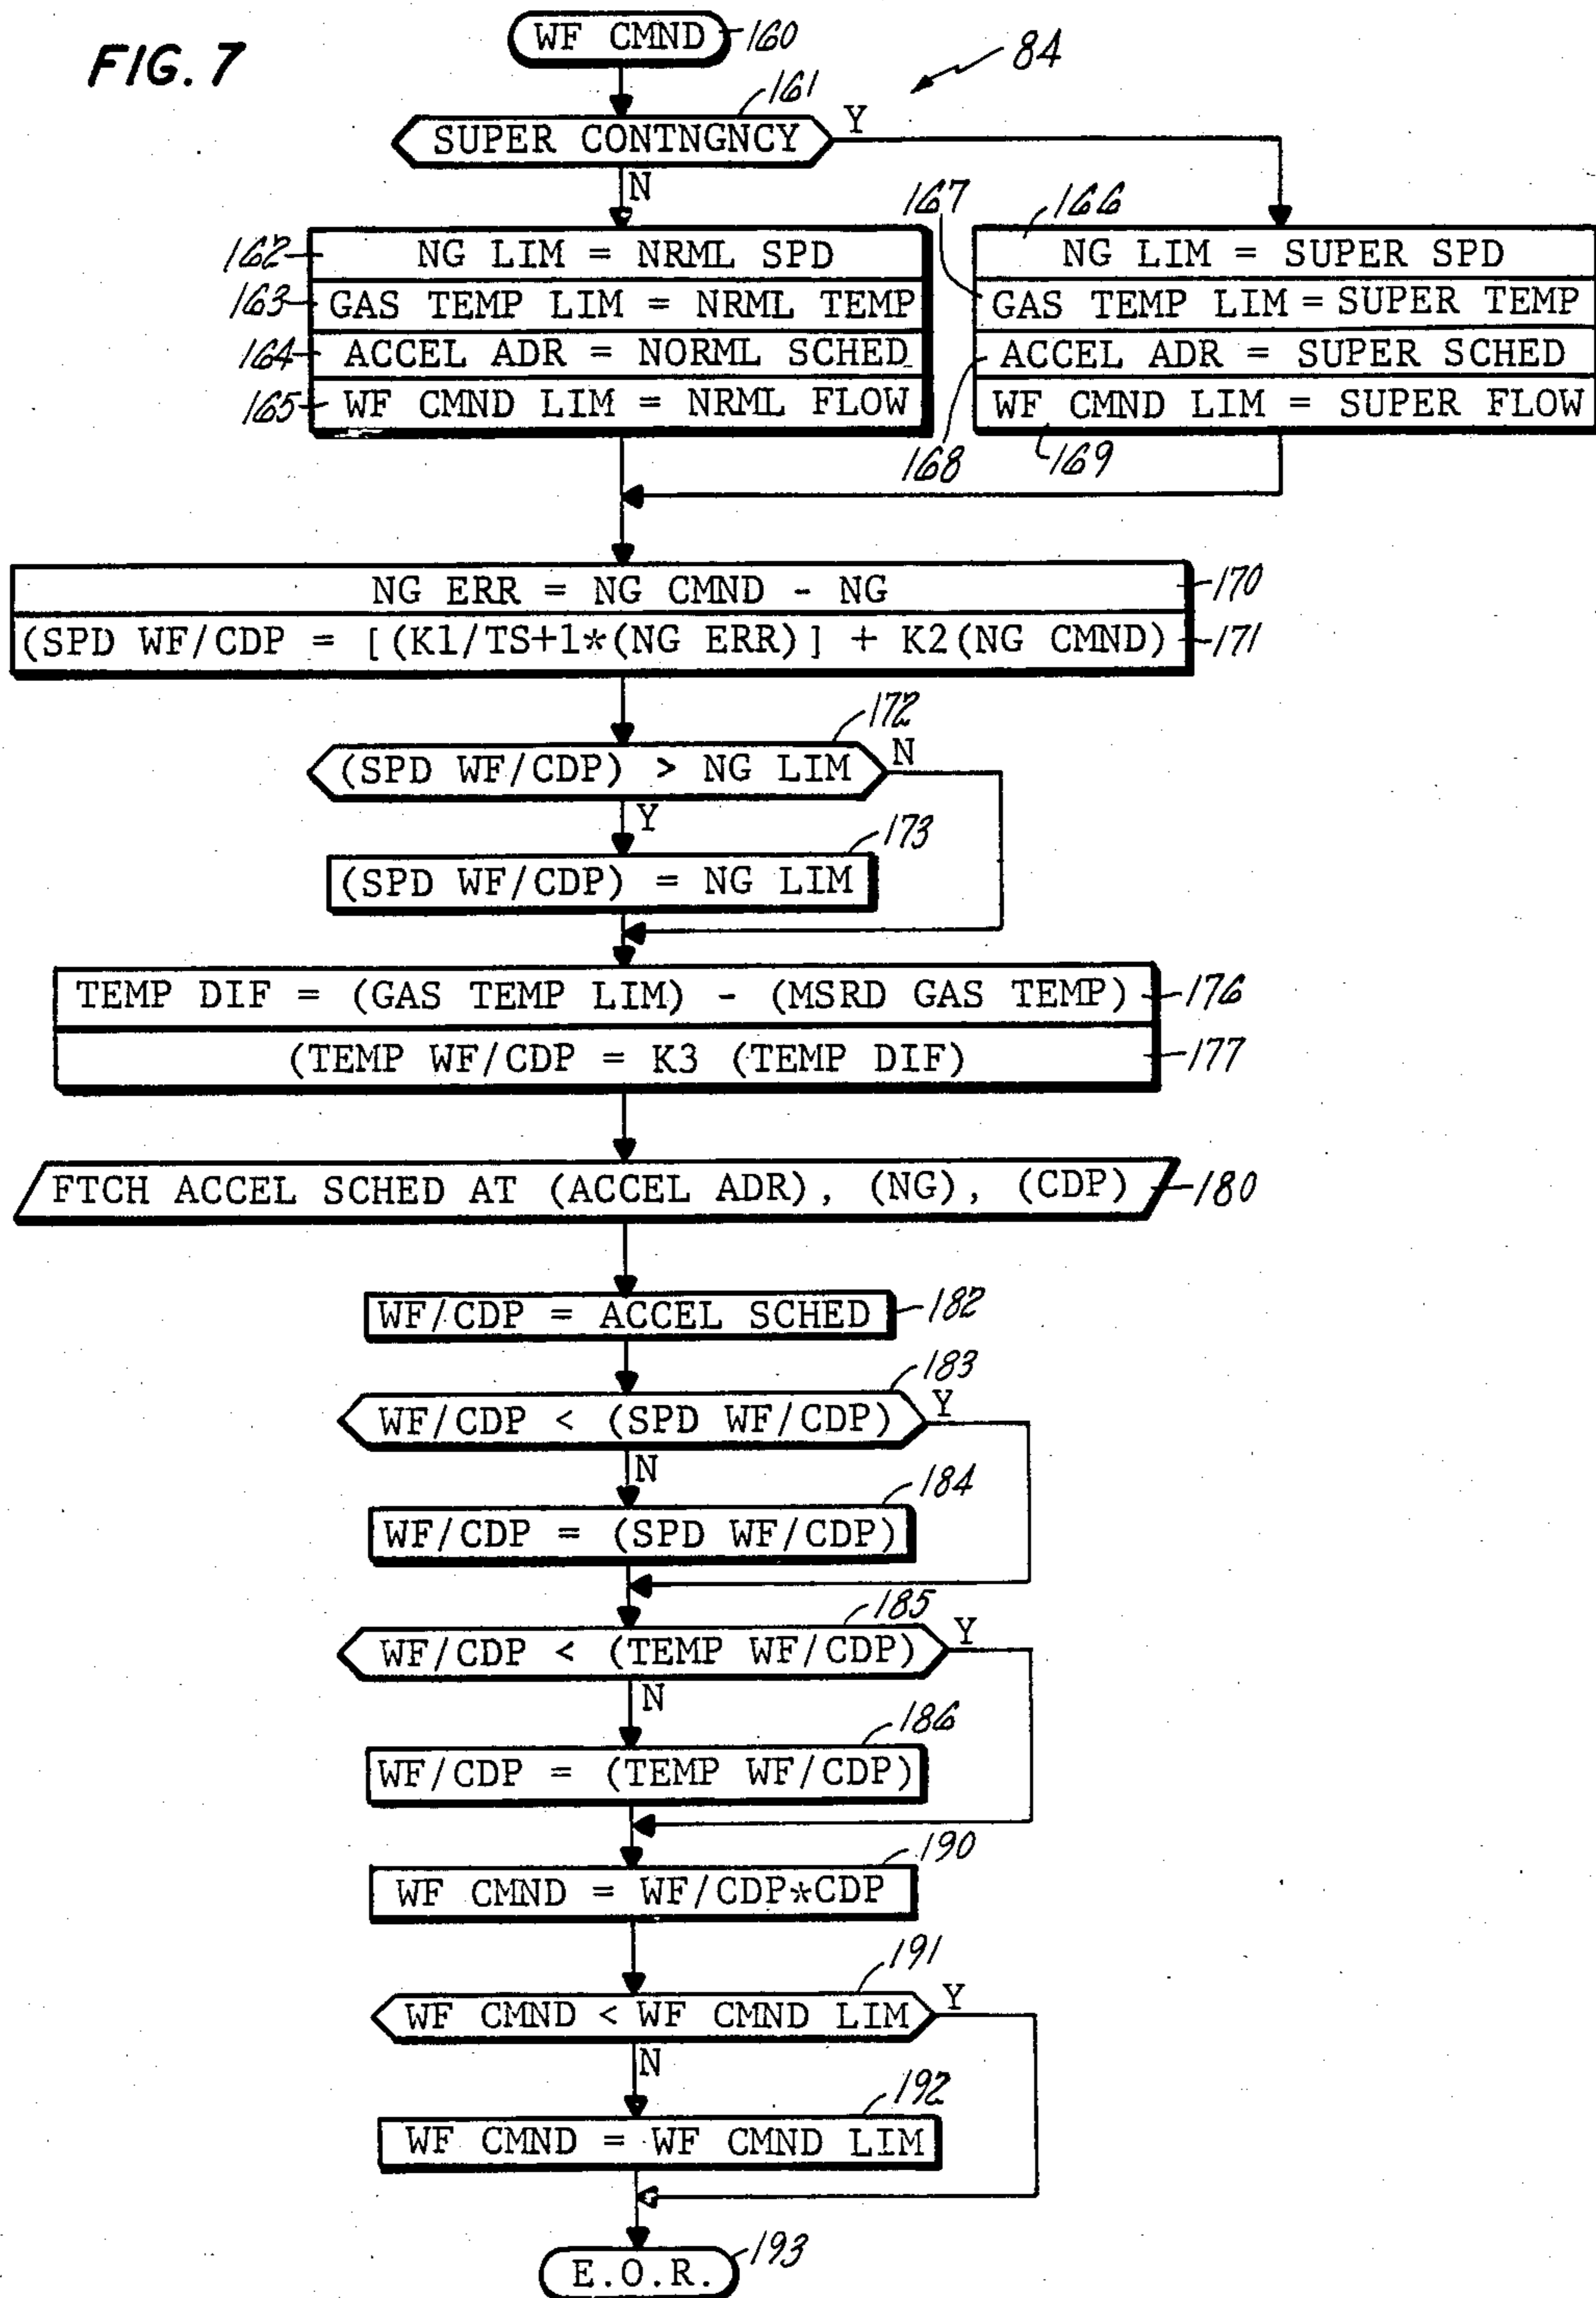 FIG. 7
WF CMND
160
84
161
SUPER CONTNGNCY
Y
N
162
NG LIM = NRML SPD
163
GAS TEMP LIM = NRML TEMP
164
ACCEL ADR = NORML SCHED
165
WF CMND LIM = NRML FLOW
167
166
NG LIM = SUPER SPD
GAS TEMP LIM = SUPER TEMP
ACCEL ADR = SUPER SCHED
WF CMND LIM = SUPER FLOW
168
169
NG ERR = NG CMND - NG
170
(SPD WF/CDP = [(K1/TS+1*(NG ERR)] + K2(NG CMND)
171
172
(SPD WF/CDP) > NG LIM
N
Y
173
(SPD WF/CDP) = NG LIM
TEMP DIF = (GAS TEMP LIM) - (MSRD GAS TEMP)
176
(TEMP WF/CDP = K3 (TEMP DIF)
177
FTCH ACCEL SCHED AT (ACCEL ADR), (NG), (CDP)
180
WF/CDP = ACCEL SCHED
182
183
WF/CDP < (SPD WF/CDP)
Y
N
184
WF/CDP = (SPD WF/CDP)
185
WF/CDP < (TEMP WF/CDP)
Y
N
186
WF/CDP = (TEMP WF/CDP)
190
WF CMND = WF/CDP*CDP
191
WF CMND < WF CMND LIM
Y
N
192
WF CMND = WF CMND LIM
E.O.R.
193